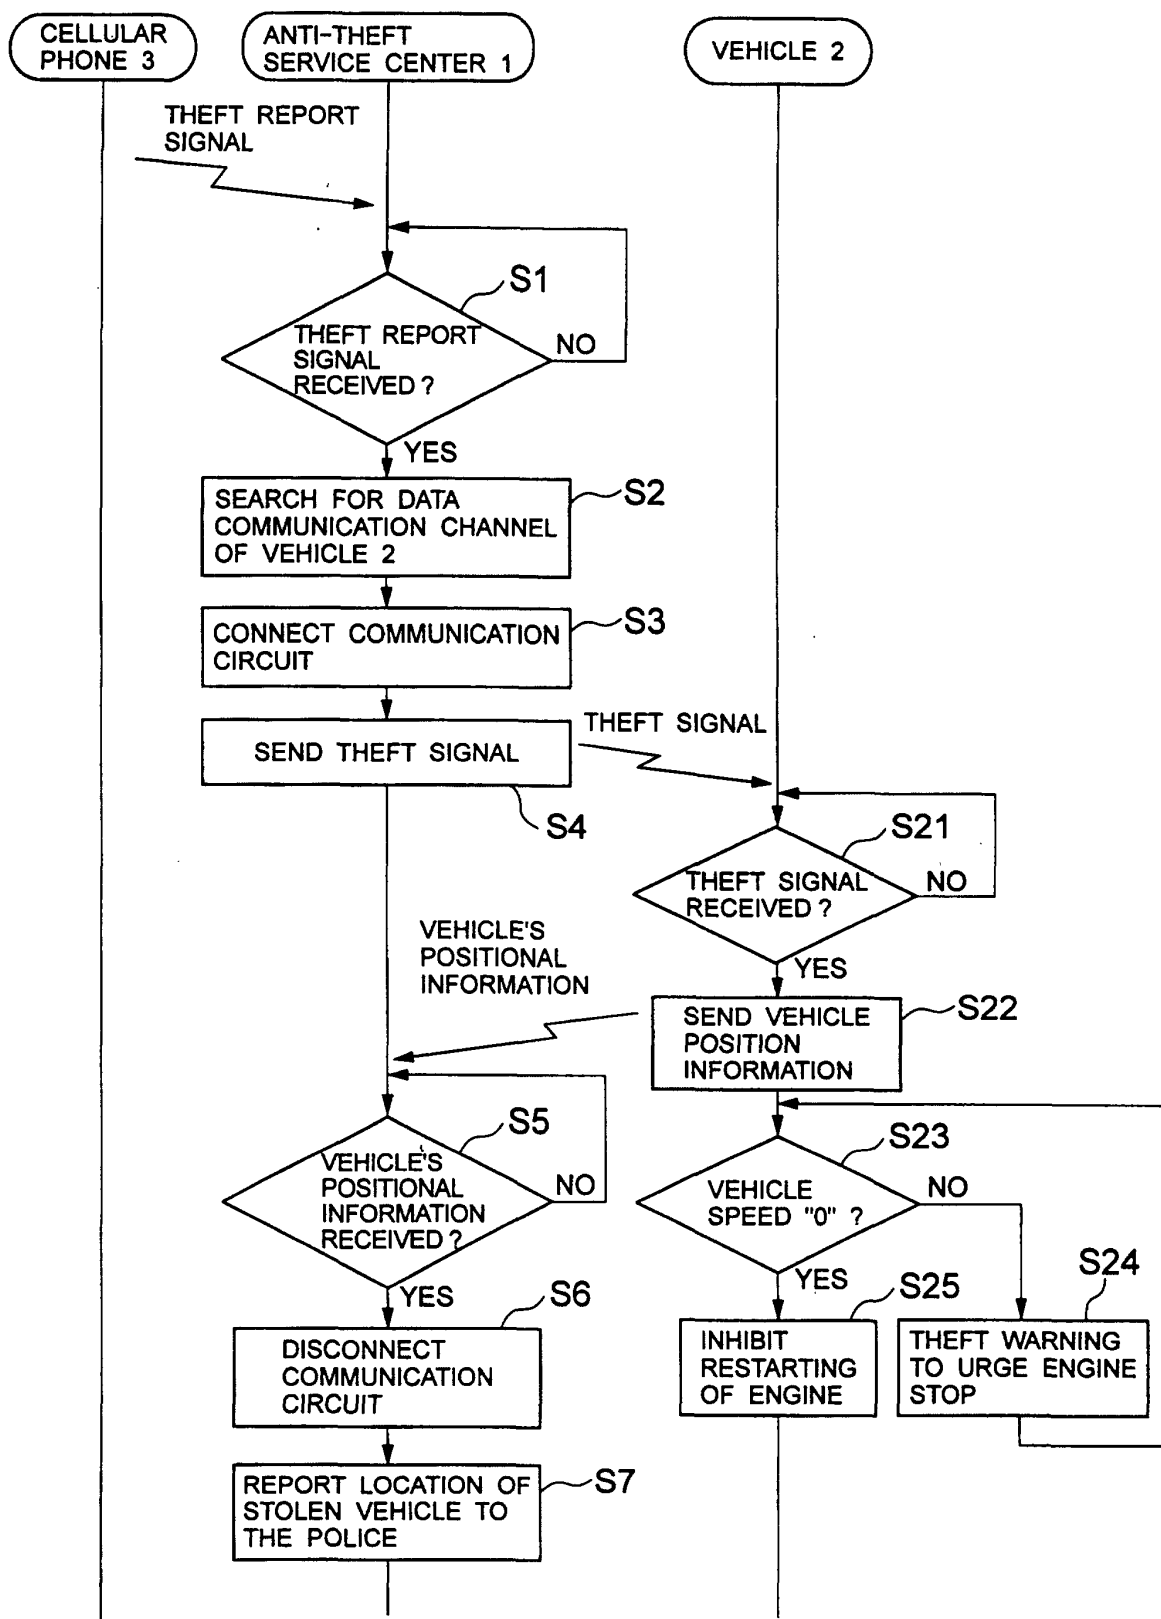 CELLULAR
PHONE 3
ANTI-THEFT
SERVICE CENTER 1
VEHICLE 2
THEFT REPORT
SIGNAL
S1
THEFT REPORT
SIGNAL
RECEIVED ?
NO
YES
SEARCH FOR DATA
COMMUNICATION CHANNEL
OF VEHICLE 2
S2
CONNECT COMMUNICATION
CIRCUIT
S3
SEND THEFT SIGNAL
S4
THEFT SIGNAL
S21
THEFT SIGNAL
RECEIVED ?
NO
YES
VEHICLE'S
POSITIONAL
INFORMATION
SEND VEHICLE
POSITION
INFORMATION
S22
S5
VEHICLE'S
POSITIONAL
INFORMATION
RECEIVED ?
NO
YES
S23
VEHICLE
SPEED "0" ?
NO
YES
S6
DISCONNECT
COMMUNICATION
CIRCUIT
S25
INHIBIT
RESTARTING
OF ENGINE
S24
THEFT WARNING
TO URGE ENGINE
STOP
REPORT LOCATION OF
STOLEN VEHICLE TO
THE POLICE
S7